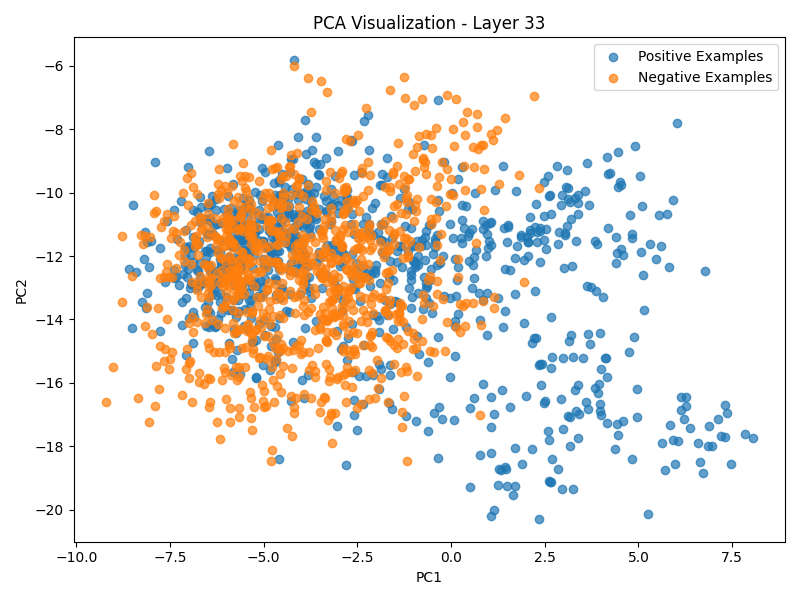 PCA Visualization - Layer 33
Positive Examples
Negative Examples
PC2
−6
−8
−10
−12
−14
−16
−18
−20
−10.0 −7.5 −5.0 −2.5 0.0 2.5 5.0 7.5
PC1